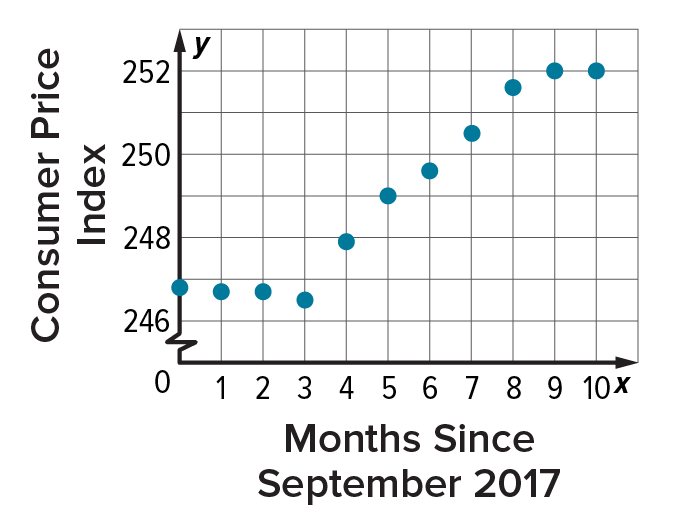 Consumer Price
Index
y
252
250
248
246
0
1 2 3 4 5 6 7 8 9 10 x
Months Since
September 2017